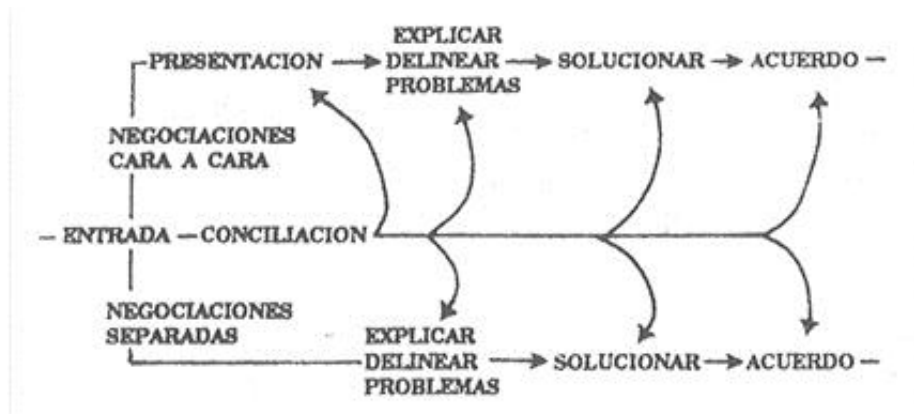 EXPLICAR
PRESENTACION DELINEAR SOLUCIONAR ACUERDO
PROBLEMAS
NEGOCIACIONES
CARA A CARA
ENTRADA CONCILIACION
NEGOCIACIONES
SEPARADAS
EXPLICAR
DELINEAR SOLUCIONAR ACUERDO
PROBLEMAS